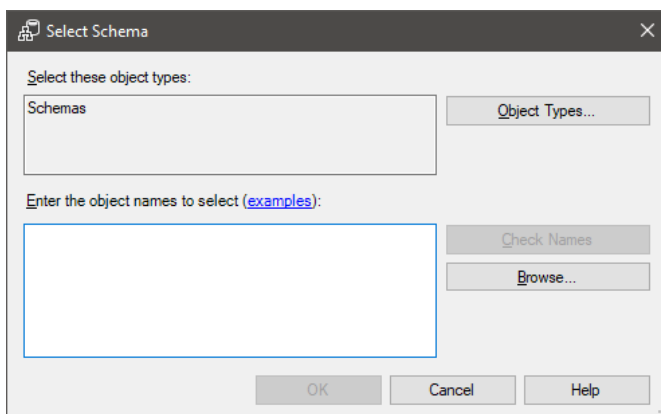 Select Schema
Select these object types:
Schemas
Object Types...
Enter the object names to select (examples):
Check Names
Browse...
OK
Cancel
Help